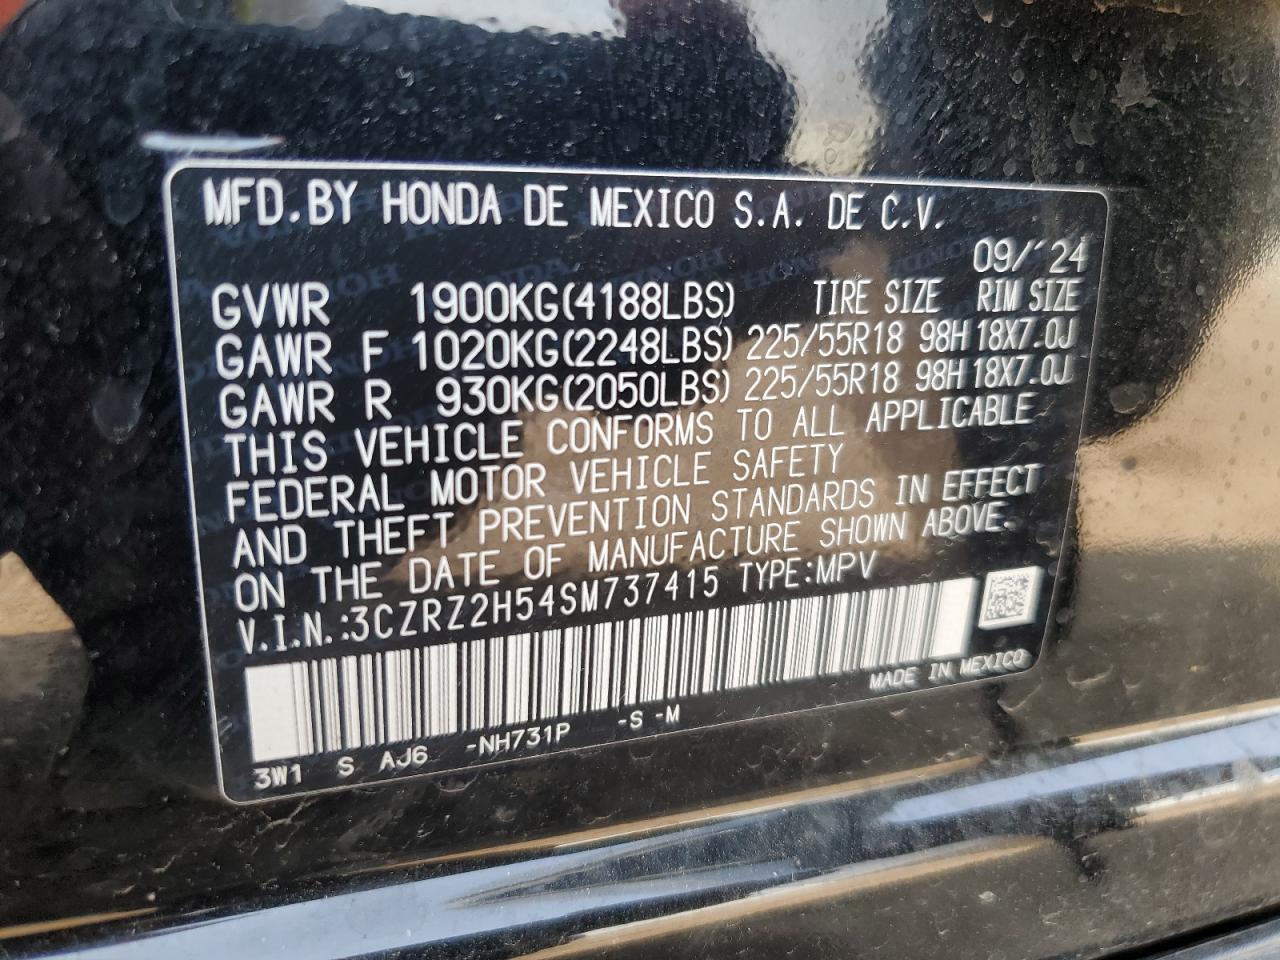 MFD.BY HONDA DE MEXICO S.A. DE C.V.
09/'24
GVWR 1900KG(4188LBS) TIRE SIZE RIM SIZE
GAWR F 1020KG(2248LBS) 225/55R18 98H 18X7.0J
GAWR R 930KG(2050LBS) 225/55R18 98H 18X7.0J
THIS VEHICLE CONFORMS TO ALL APPLICABLE
FEDERAL MOTOR VEHICLE SAFETY
AND THEFT PREVENTION STANDARDS IN EFFECT
ON THE DATE OF MANUFACTURE SHOWN ABOVE.
V.I.N.:3CZRZ2H54SM737415 TYPE:MPV
MADE IN MEXICO
3W1 S AJ6 -NH731P -S -M